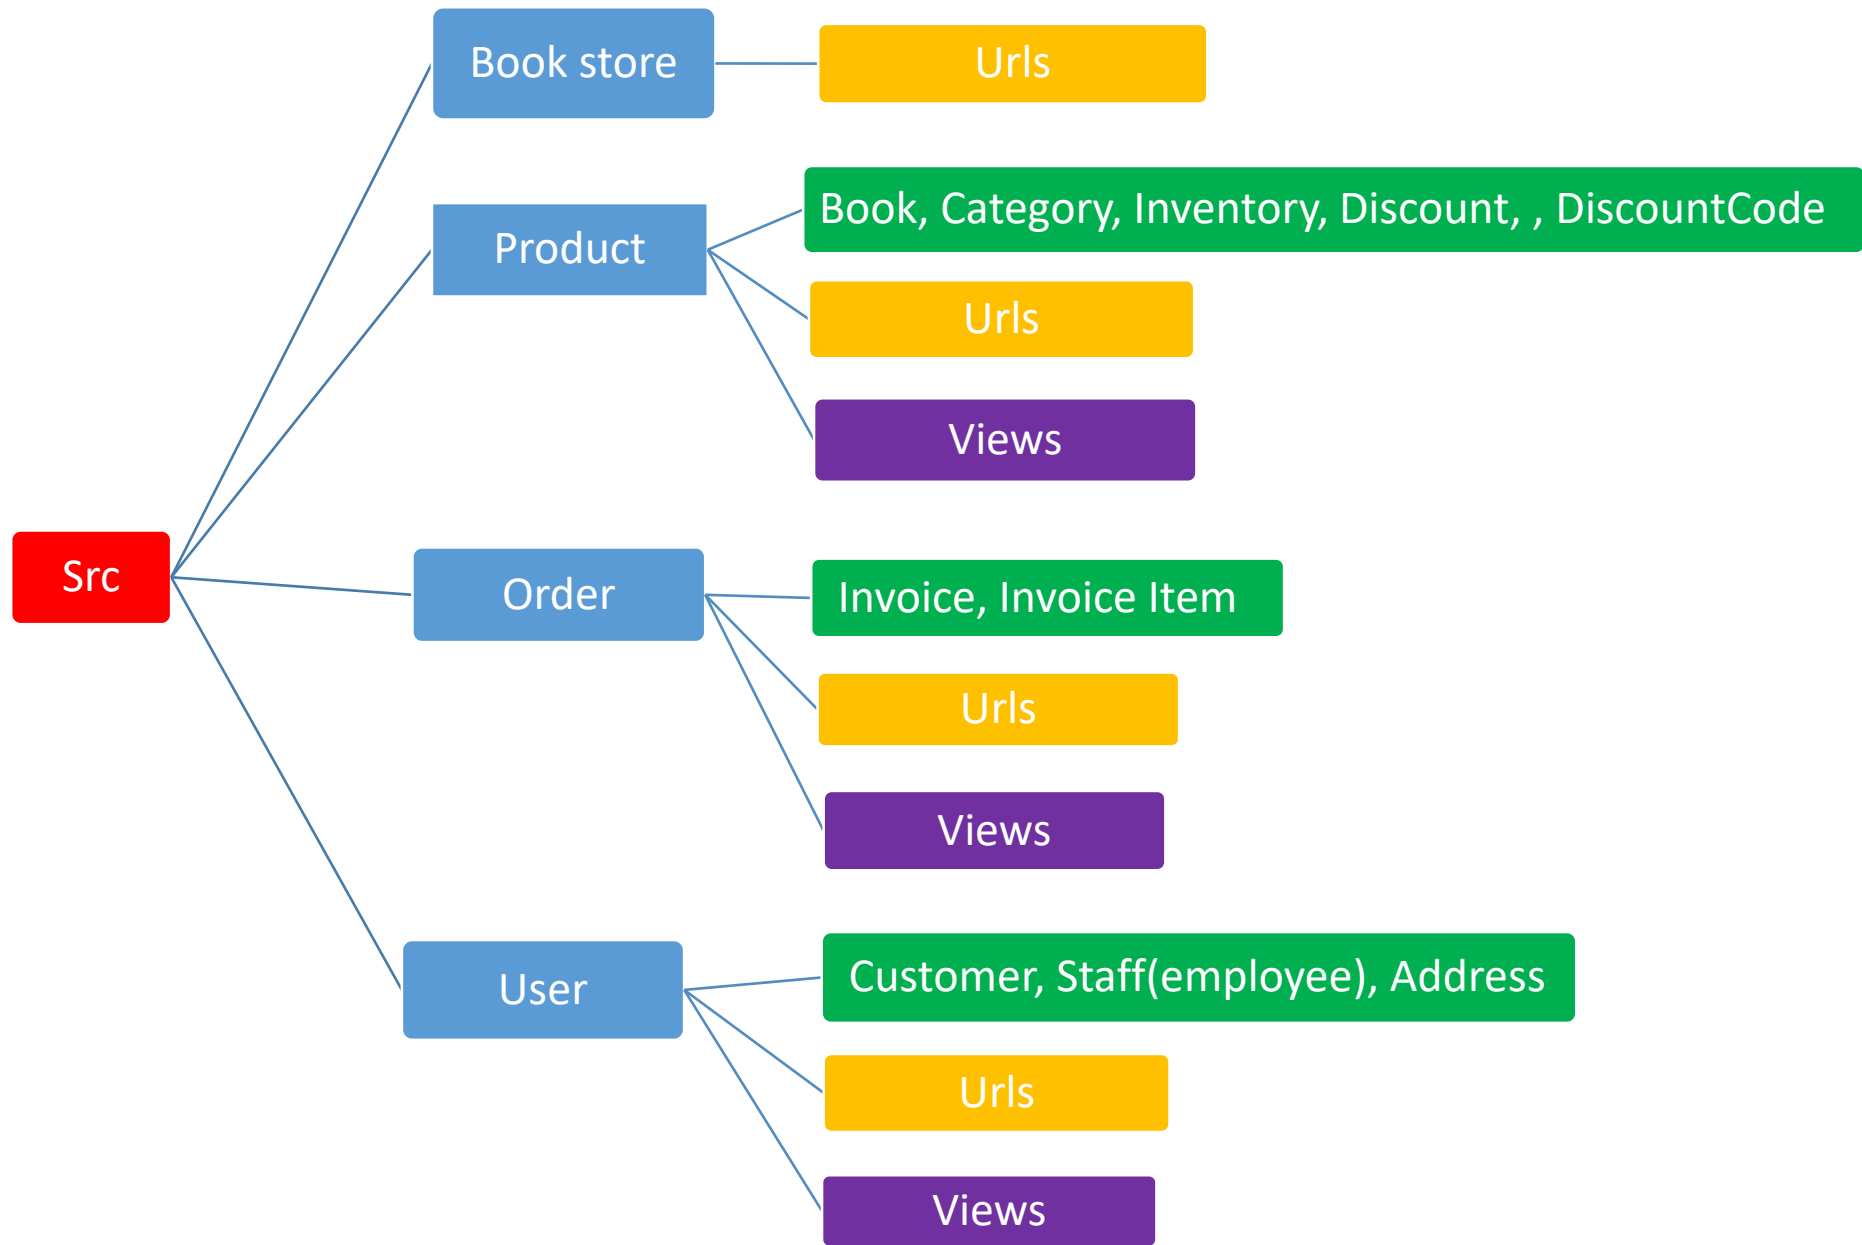 Book store
Urls
Book, Category, Inventory, Discount, , DiscountCode
Product
Urls
Views
Src
Order
Invoice, Invoice Item
Urls
Views
User
Customer, Staff(employee), Address
Urls
Views